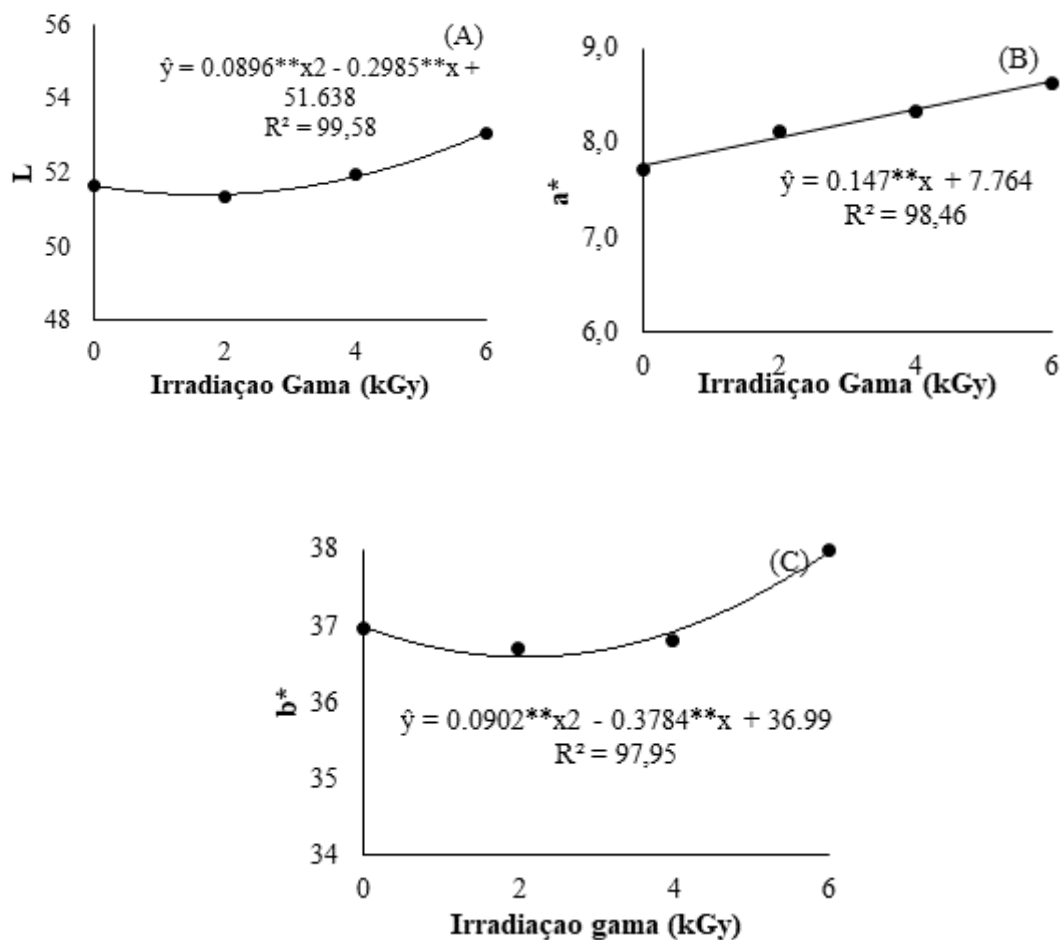 56
(A)
ŷ = 0.0896**x2 - 0.2985**x +
51.638
R² = 99,58
54
52
50
48
L
0 2 4 6
Irradiaçao Gama (kGy)
9,0
(B)
8,0
ŷ = 0.147**x + 7.764
R² = 98,46
7,0
6,0
a*
0 2 4 6
Irradiaçao Gama (kGy)
38
(C)
37
36
ŷ = 0.0902**x2 - 0.3784**x + 36.99
R² = 97,95
35
34
b*
0 2 4 6
Irradiaçao gama (kGy)